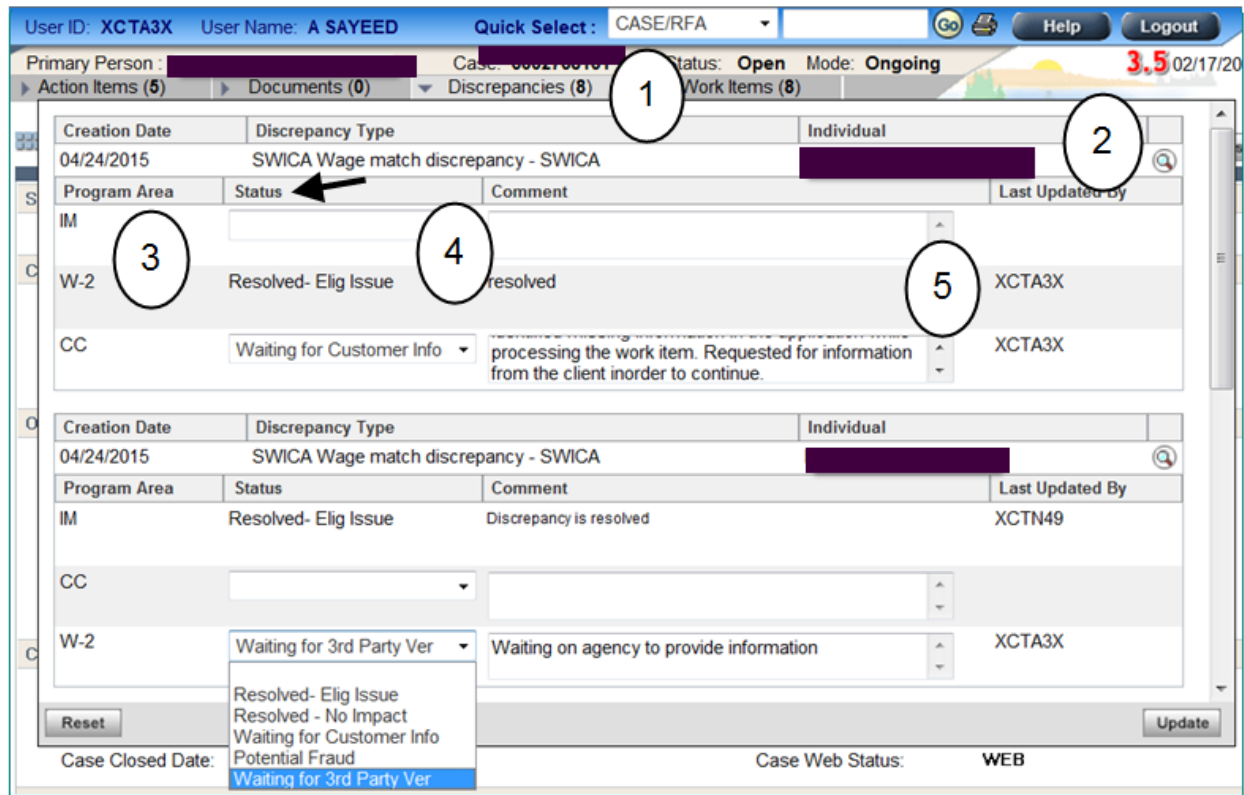 User ID: XCTA3X User Name: A SAYEED Quick Select : CASE/RFA Go Help Logout
Primary Person : Case: Status: Open Mode: Ongoing 3.5 02/17/20
Action Items (5) Documents (0) Discrepancies (8) 1 Work Items (8)
Creation Date Discrepancy Type Individual 2
04/24/2015 SWICA Wage match discrepancy - SWICA
Program Area Status Comment Last Updated By
IM
3 4 5
W-2 Resolved- Elig Issue resolved XCTA3X
CC Waiting for Customer Info processing the work item. Requested for information XCTA3X
from the client inorder to continue.
Creation Date Discrepancy Type Individual
04/24/2015 SWICA Wage match discrepancy - SWICA
Program Area Status Comment Last Updated By
IM Resolved- Elig Issue Discrepancy is resolved XCTN49
CC
W-2 Waiting for 3rd Party Ver Waiting on agency to provide information XCTA3X
Resolved- Elig Issue
Resolved - No Impact
Waiting for Customer Info
Potential Fraud
Waiting for 3rd Party Ver
Reset Update
Case Closed Date: Case Web Status: WEB